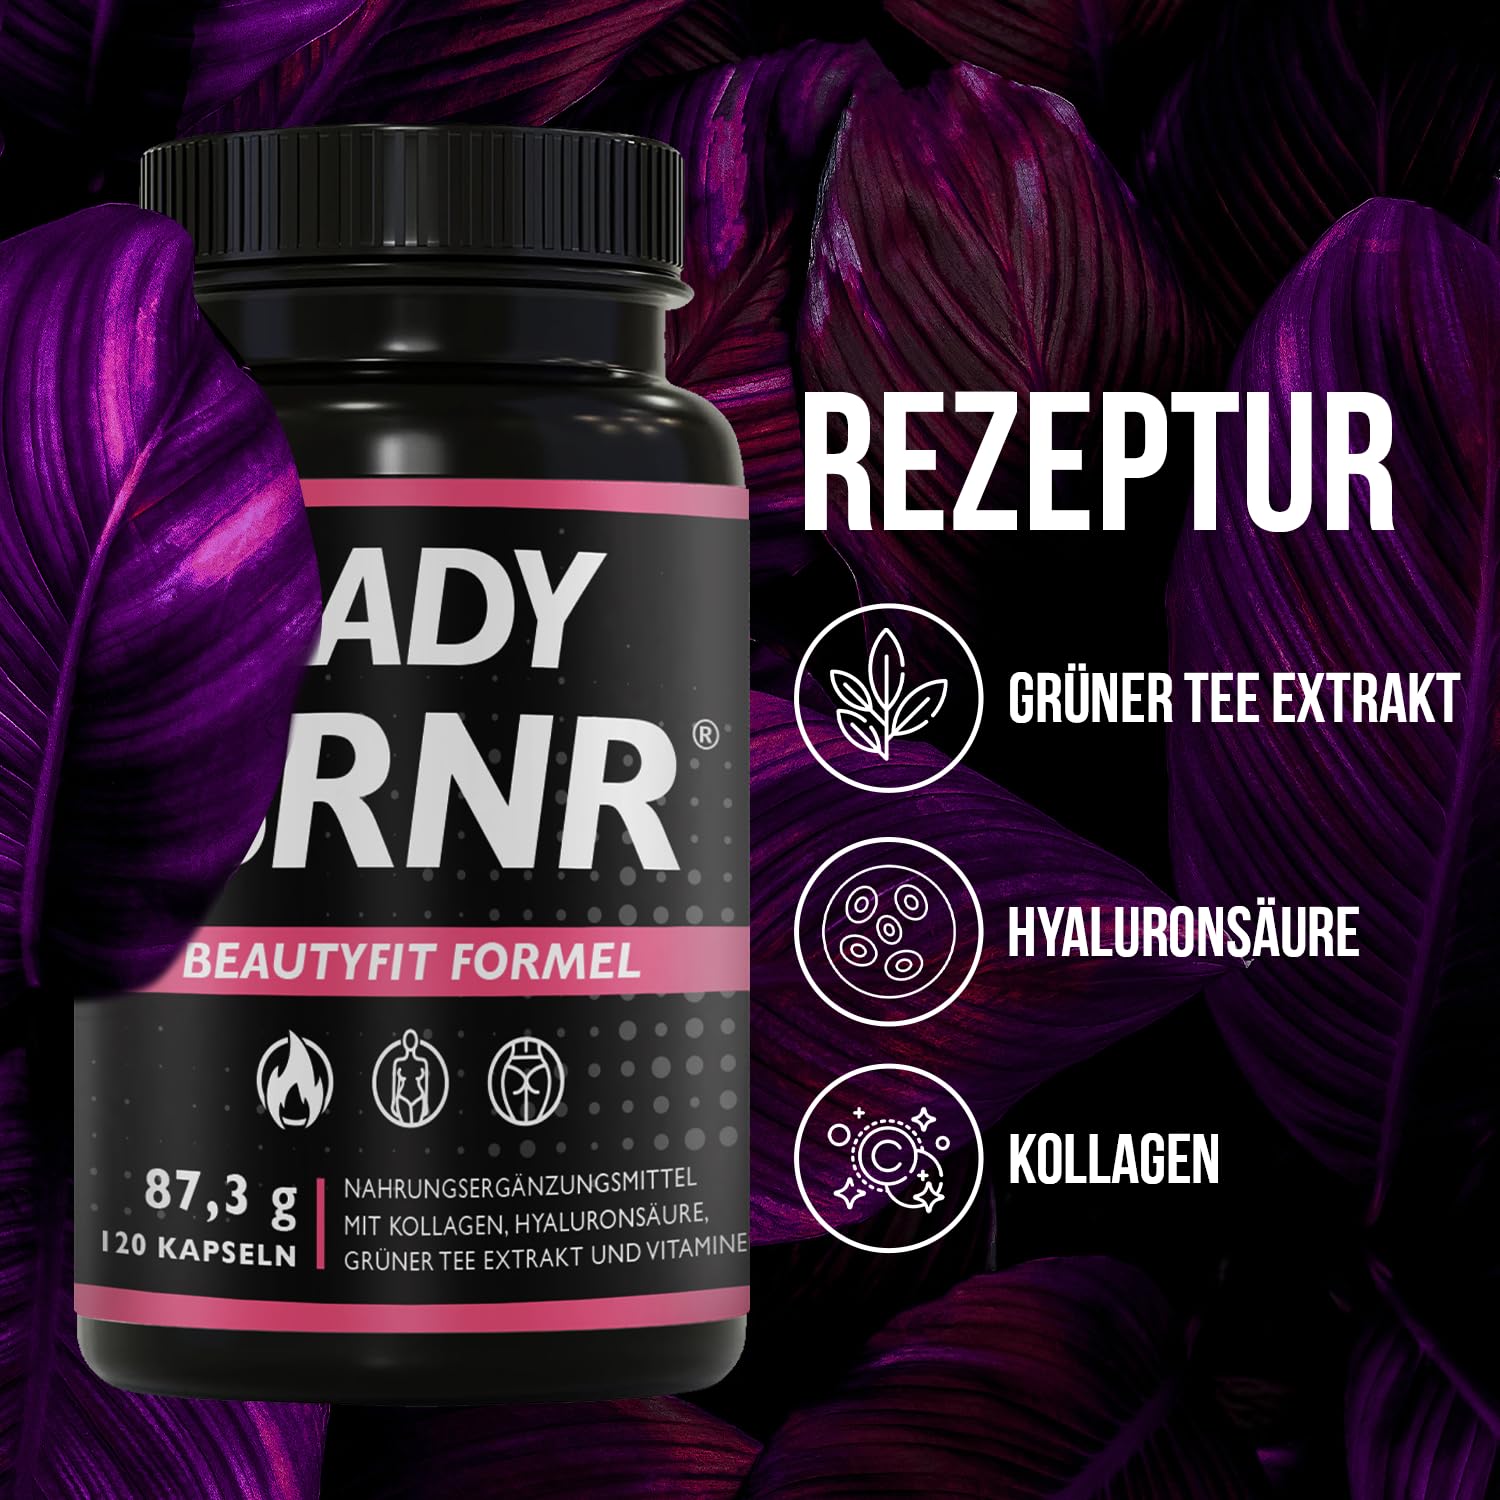 ADY
RNR®
BEAUTYFIT FORMEL
87,3 g
120 KAPSELN
NAHRUNGSERGÄNZUNGSMITTEL
MIT KOLLAGEN, HYALURONSÄURE,
GRÜNER TEE EXTRAKT UND VITAMINE
REZEPTUR
GRÜNER TEE EXTRAKT
HYALURONSÄURE
C
KOLLAGEN